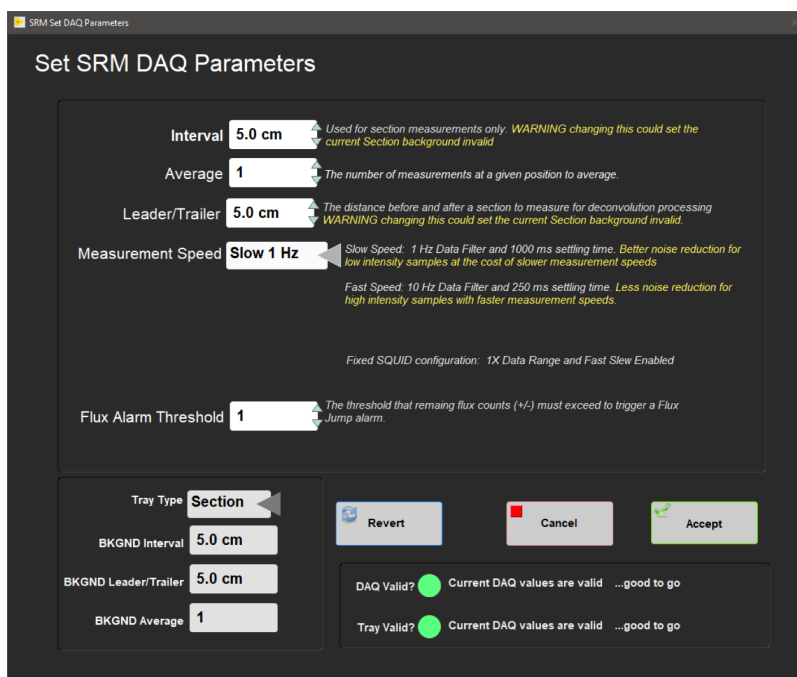 SRM Set DAQ Parameters
Set SRM DAQ Parameters
Interval 5.0 cm Used for section measurements only. WARNING changing this could set the
current Section background invalid
Average 1 The number of measurements at a given position to average.
Leader/Trailer 5.0 cm The distance before and after a section to measure for deconvolution processing
WARNING changing this could set the current Section background invalid.
Measurement Speed Slow 1 Hz Slow Speed: 1 Hz Data Filter and 1000 ms settling time. Better noise reduction for
low intensity samples at the cost of slower measurement speeds
Fast Speed: 10 Hz Data Filter and 250 ms settling time. Less noise reduction for
high intensity samples with faster measurement speeds.
Fixed SQUID configuration: 1X Data Range and Fast Slew Enabled
Flux Alarm Threshold 1 The threshold that remaing flux counts (+/-) must exceed to trigger a Flux
Jump alarm.
Tray Type Section
BKGND Interval 5.0 cm
BKGND Leader/Trailer 5.0 cm
BKGND Average 1
Revert Cancel Accept
DAQ Valid? Current DAQ values are valid ...good to go
Tray Valid? Current DAQ values are valid ...good to go